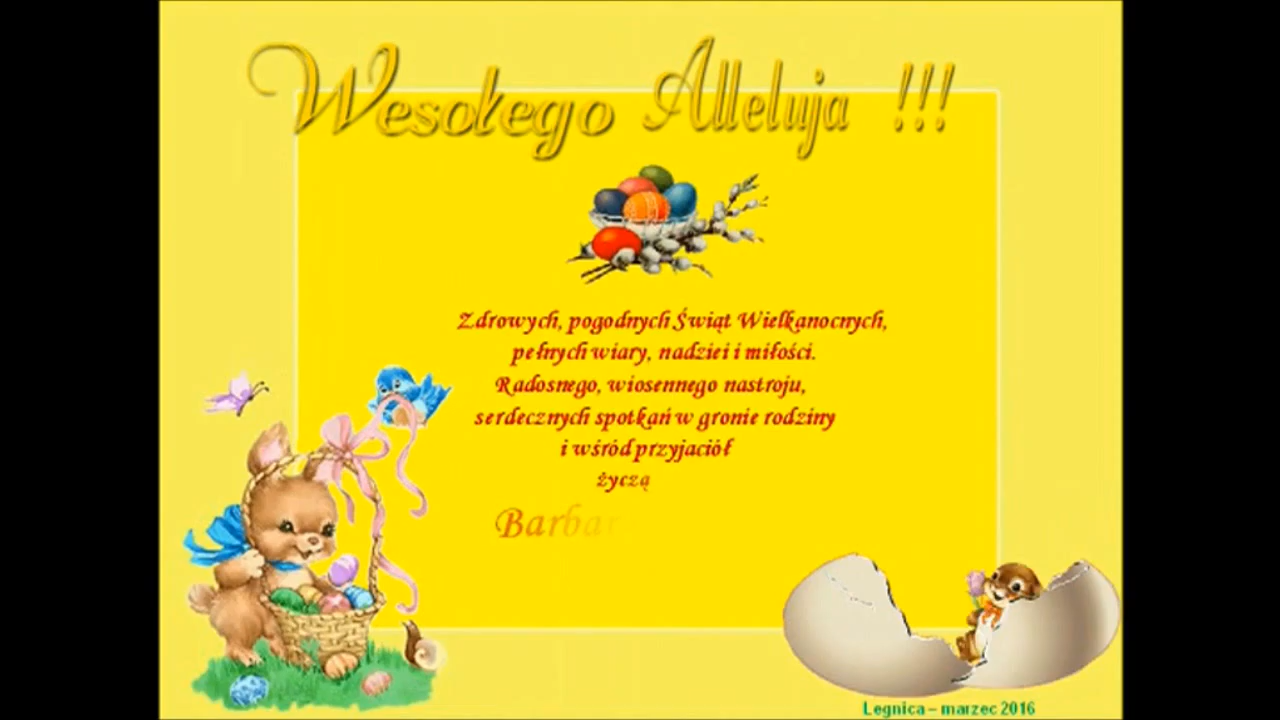 Wesołego Alleluja !!!
Zdrowych, pogodnych Świąt Wielkanocnych,
pełnych wiary, nadziei i miłości.
Radosnego, wiosennego nastroju,
serdecznych spotkań w gronie rodziny
i wśród przyjaciół
życzą
Legnica – marzec 2016